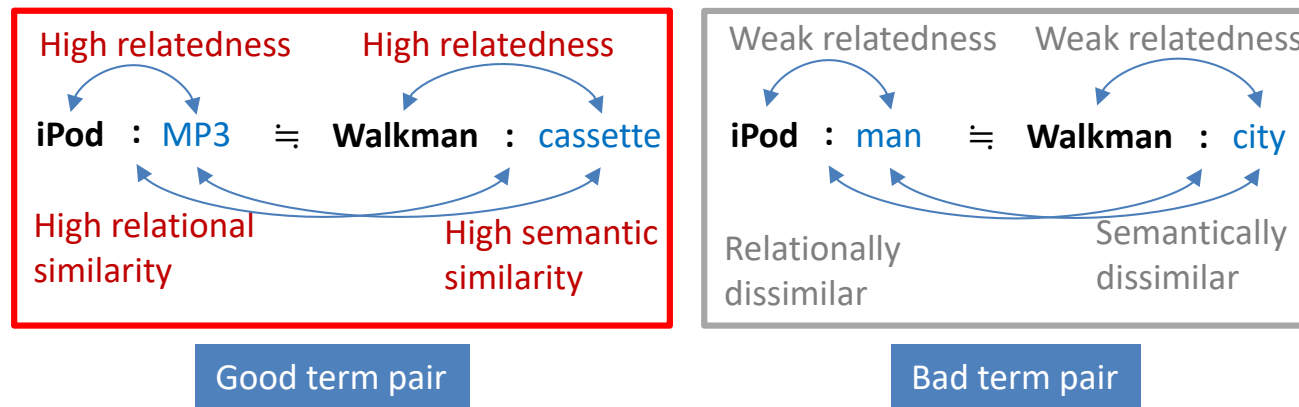 High relatedness High relatedness
iPod : MP3 ≒ Walkman : cassette
High relational
similarity
High semantic
similarity
Good term pair
Weak relatedness Weak relatedness
iPod : man ≒ Walkman : city
Relationally
dissimilar
Semantically
dissimilar
Bad term pair